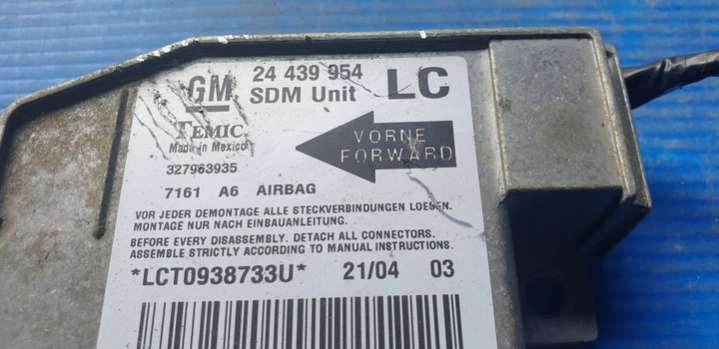 GM 24 439 954 LC
SDM Unit
TEMIC
Made in Mexico
VORNE
FORWARD
327963935
7161 A6 AIRBAG
VOR JEDER DEMONTAGE ALLE STECKVERBINDUNGEN LOESEN.
MONTAGE NUR NACH EINBAUANLEITUNG.
BEFORE EVERY DISASSEMBLY. DETACH ALL CONNECTORS.
ASSEMBLE STRICTLY ACCORDING TO MANUAL INSTRUCTIONS.
*LCT0938733U* 21/04 03